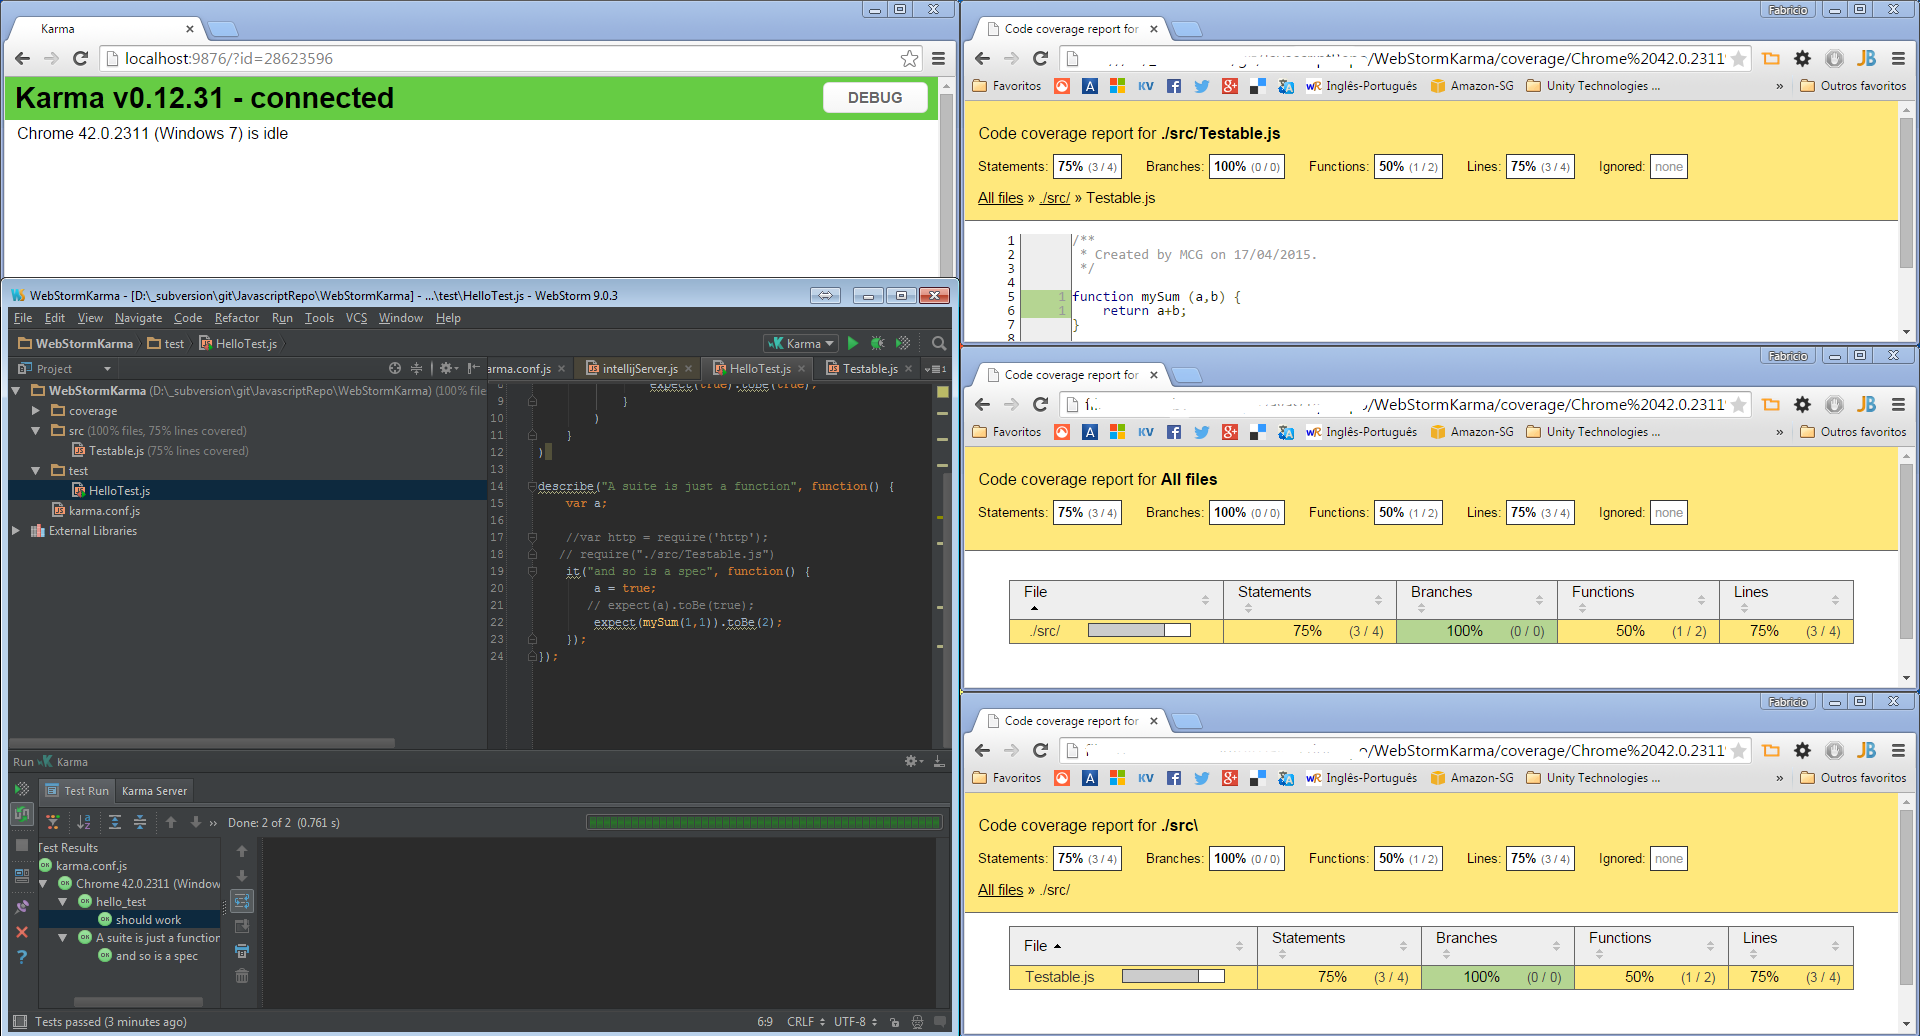 Karma
localhost:9876/?id=28623596
Karma v0.12.31 - connected
DEBUG
Chrome 42.0.2311 (Windows 7) is idle
WebStormKarma - [D:\_subversion\git\JavascriptRepo\WebStormKarma] - ...\test\HelloTest.js - WebStorm 9.0.3
File Edit View Navigate Code Refactor Run Tools VCS Window Help
WebStormKarma test HelloTest.js
Karma
Project
arma.conf.js intellijServer.js HelloTest.js Testable.js
WebStormKarma (D:\_subversion\git\JavascriptRepo\WebStormKarma) (100% file
coverage
src (100% files, 75% lines covered)
Testable.js (75% lines covered)
test
HelloTest.js
karma.conf.js
External Libraries
8 expect(true).toBe(true);
9 }
10 )
11 }
12 )
13
14 describe("A suite is just a function", function() {
15 var a;
16
17 //var http = require('http');
18 // require("./src/Testable.js")
19 it("and so is a spec", function() {
20 a = true;
21 // expect(a).toBe(true);
22 expect(mySum(1,1)).toBe(2);
23 });
24 });
Run Karma
Test Run Karma Server
Done: 2 of 2 (0.761 s)
Test Results
karma.conf.js
Chrome 42.0.2311 (Window
hello_test
should work
A suite is just a function
and so is a spec
Tests passed (3 minutes ago)
6:9 CRLF UTF-8
Fabricio
Code coverage report for
/WebStormKarma/coverage/Chrome%2042.0.2311
Favoritos A KV Inglês-Português Amazon-SG Unity Technologies ... » Outros favoritos
Code coverage report for ./src/Testable.js
Statements: 75% (3 / 4) Branches: 100% (0 / 0) Functions: 50% (1 / 2) Lines: 75% (3 / 4) Ignored: none
All files » ./src/ » Testable.js
1 /**
2 * Created by MCG on 17/04/2015.
3 */
4
5 1 function mySum (a,b) {
6 1 return a+b;
7 }
8
Fabricio
Code coverage report for
/WebStormKarma/coverage/Chrome%2042.0.2311
Favoritos A KV Inglês-Português Amazon-SG Unity Technologies ... » Outros favoritos
Code coverage report for All files
Statements: 75% (3 / 4) Branches: 100% (0 / 0) Functions: 50% (1 / 2) Lines: 75% (3 / 4) Ignored: none
File Statements Branches Functions Lines
./src/ 75% (3 / 4) 100% (0 / 0) 50% (1 / 2) 75% (3 / 4)
Fabricio
Code coverage report for
/WebStormKarma/coverage/Chrome%2042.0.2311
Favoritos A KV Inglês-Português Amazon-SG Unity Technologies ... » Outros favoritos
Code coverage report for ./src\
Statements: 75% (3 / 4) Branches: 100% (0 / 0) Functions: 50% (1 / 2) Lines: 75% (3 / 4) Ignored: none
All files » ./src/
File Statements Branches Functions Lines
Testable.js 75% (3 / 4) 100% (0 / 0) 50% (1 / 2) 75% (3 / 4)